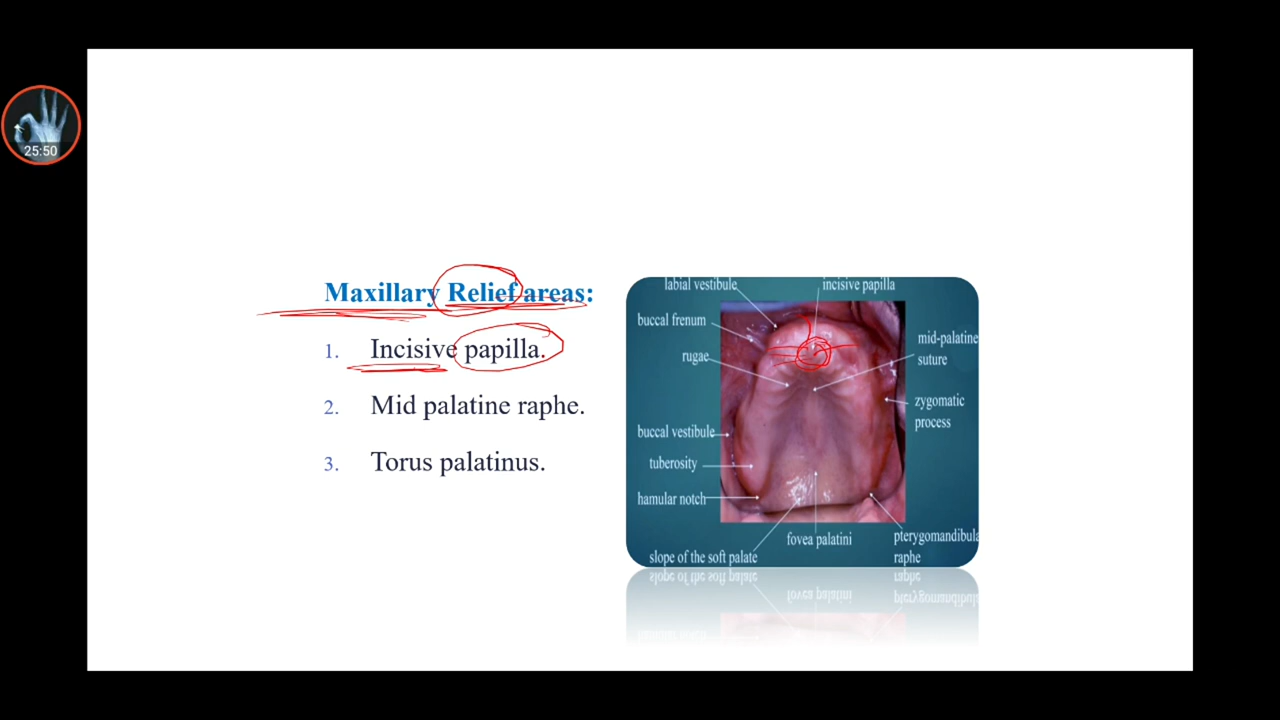 25:50
Maxillary Relief areas:
1. Incisive papilla.
2. Mid palatine raphe.
3. Torus palatinus.
labial vestibule
incisive papilla
buccal frenum
mid-palatine
suture
rugae
zygomatic
process
buccal vestibule
tuberosity
hamular notch
fovea palatini
pterygomandibula
raphe
slope of the soft palate